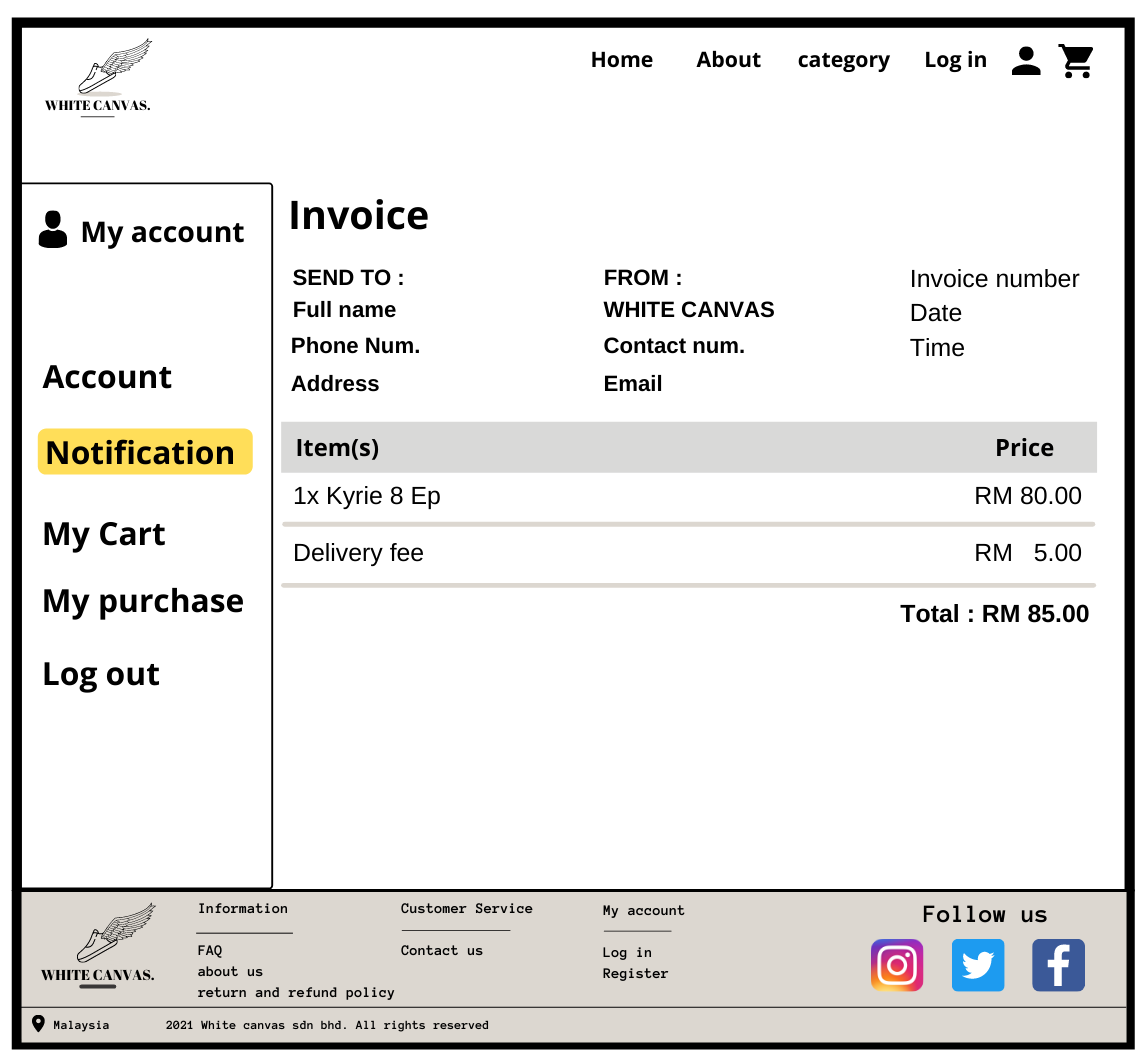 WHITE CANVAS.
Home About category Log in
My account
Account
Notification
My Cart
My purchase
Log out
Invoice
SEND TO :
Full name
Phone Num.
Address
FROM :
WHITE CANVAS
Contact num.
Email
Invoice number
Date
Time
Item(s) Price
1x Kyrie 8 Ep RM 80.00
Delivery fee RM 5.00
Total : RM 85.00
WHITE CANVAS.
Information
FAQ
about us
return and refund policy
Customer Service
Contact us
My account
Log in
Register
Follow us
Malaysia 2021 White canvas sdn bhd. All rights reserved